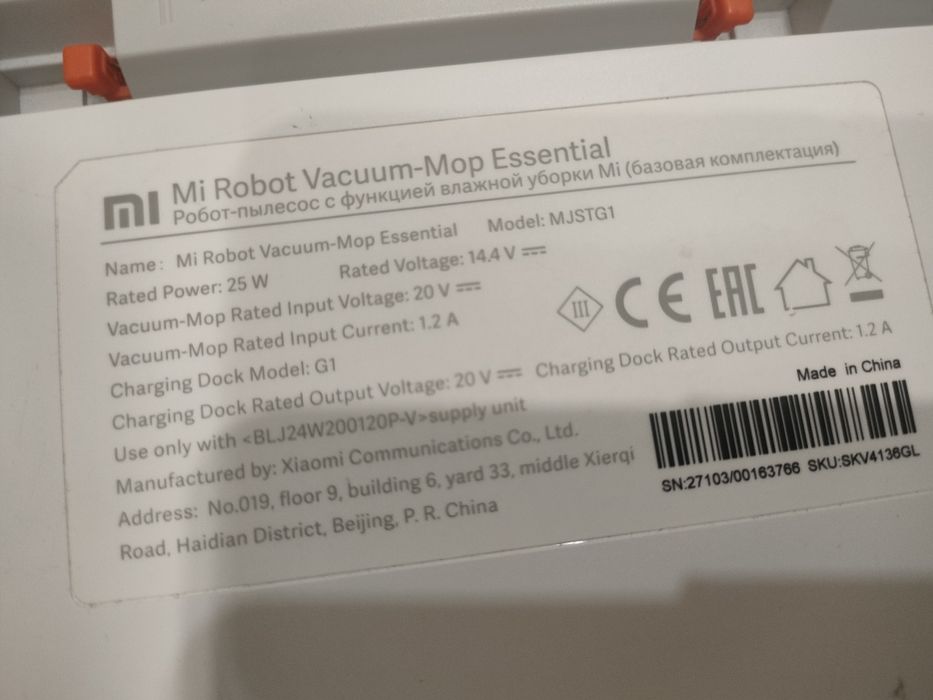 mi Mi Robot Vacuum-Mop Essential
Робот-пылесос с функцией влажной уборки Mi (базовая комплектация)
Name: Mi Robot Vacuum-Mop Essential Model: MJSTG1
Rated Power: 25 W Rated Voltage: 14.4 V ⎓
Vacuum-Mop Rated Input Voltage: 20 V ⎓
Vacuum-Mop Rated Input Current: 1.2 A
III CE EAC
Charging Dock Model: G1
Charging Dock Rated Output Voltage: 20 V ⎓ Charging Dock Rated Output Current: 1.2 A
Use only with <BLJ24W200120P-V>supply unit
Made in China
Manufactured by: Xiaomi Communications Co., Ltd.
Address: No.019, floor 9, building 6, yard 33, middle Xierqi
Road, Haidian District, Beijing, P. R. China
SN:27103/00163766 SKU:SKV4136GL